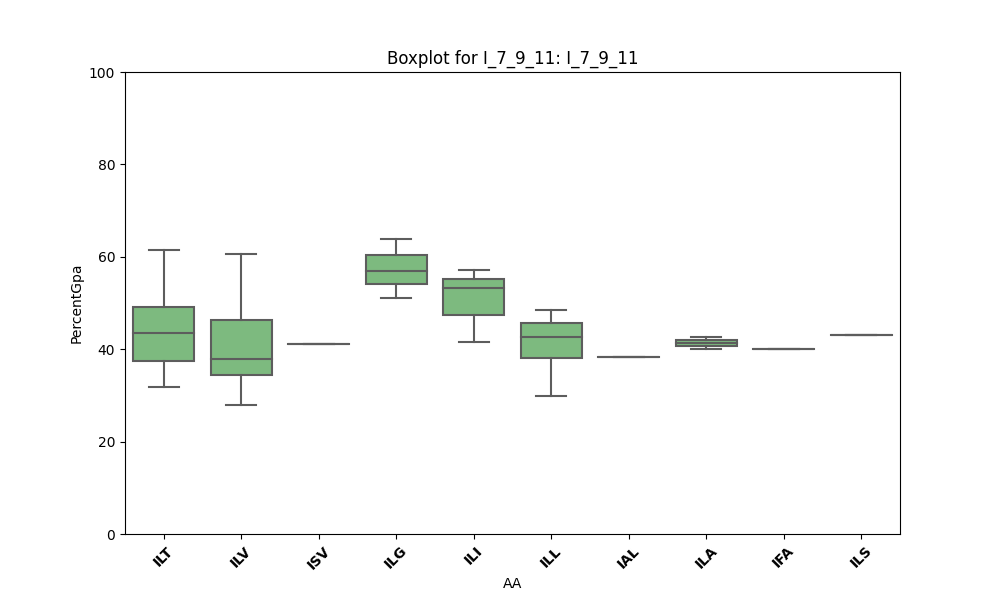 Boxplot for I_7_9_11: I_7_9_11
100
80
60
40
20
0
PercentGpa
ILT
ILV
ISV
ILG
ILI
ILL
IAL
ILA
IFA
ILS
AA